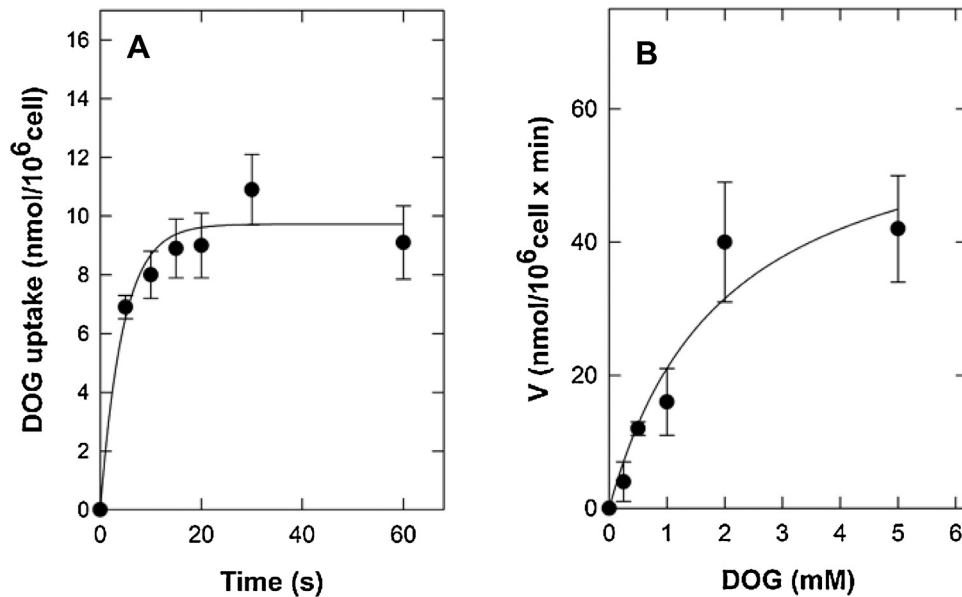 A
DOG uptake (nmol/10⁶cell)
16
14
12
10
8
6
4
2
0
0 20 40 60
Time (s)
B
V (nmol/10⁶cell x min)
60
40
20
0
0 1 2 3 4 5 6
DOG (mM)